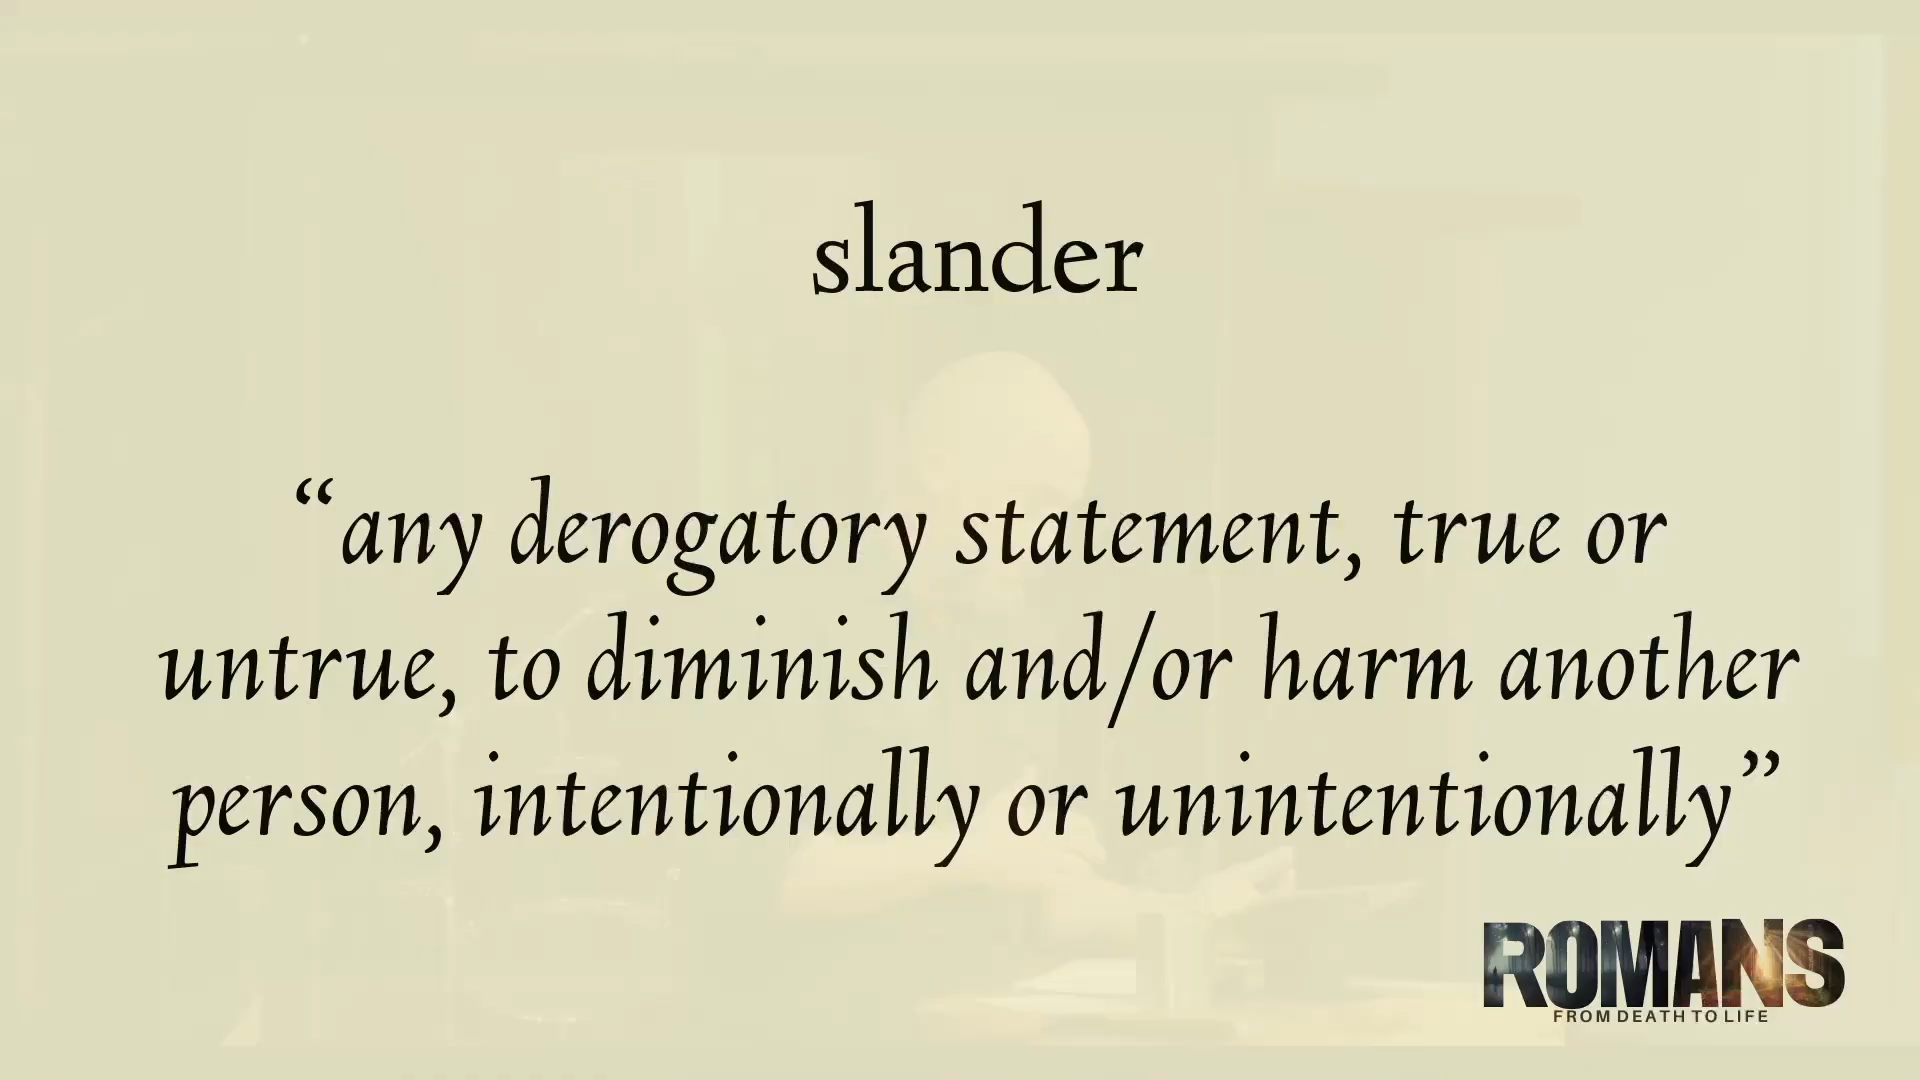 slander
“any derogatory statement, true or
untrue, to diminish and/or harm another
person, intentionally or unintentionally”
ROMANS
FROM DEATH TO LIFE